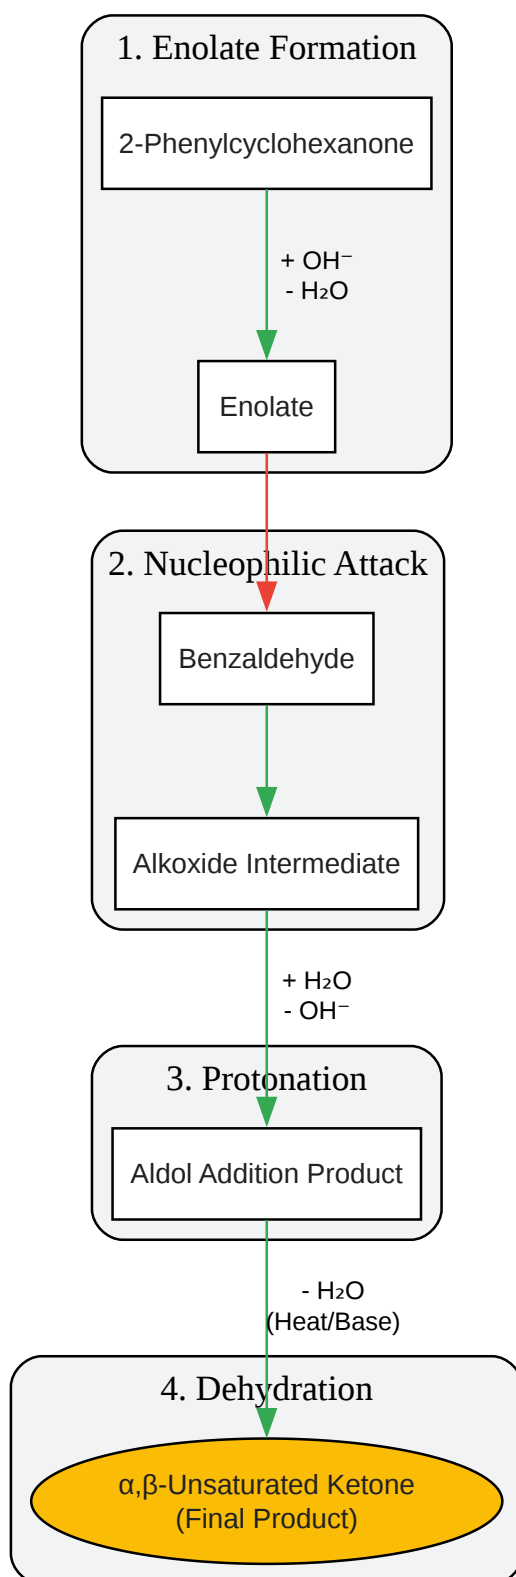 1. Enolate Formation
2-Phenylcyclohexanone
+ OH⁻
- H₂O
Enolate
2. Nucleophilic Attack
Benzaldehyde
Alkoxide Intermediate
+ H₂O
- OH⁻
3. Protonation
Aldol Addition Product
- H₂O
(Heat/Base)
4. Dehydration
α,β-Unsaturated Ketone
(Final Product)